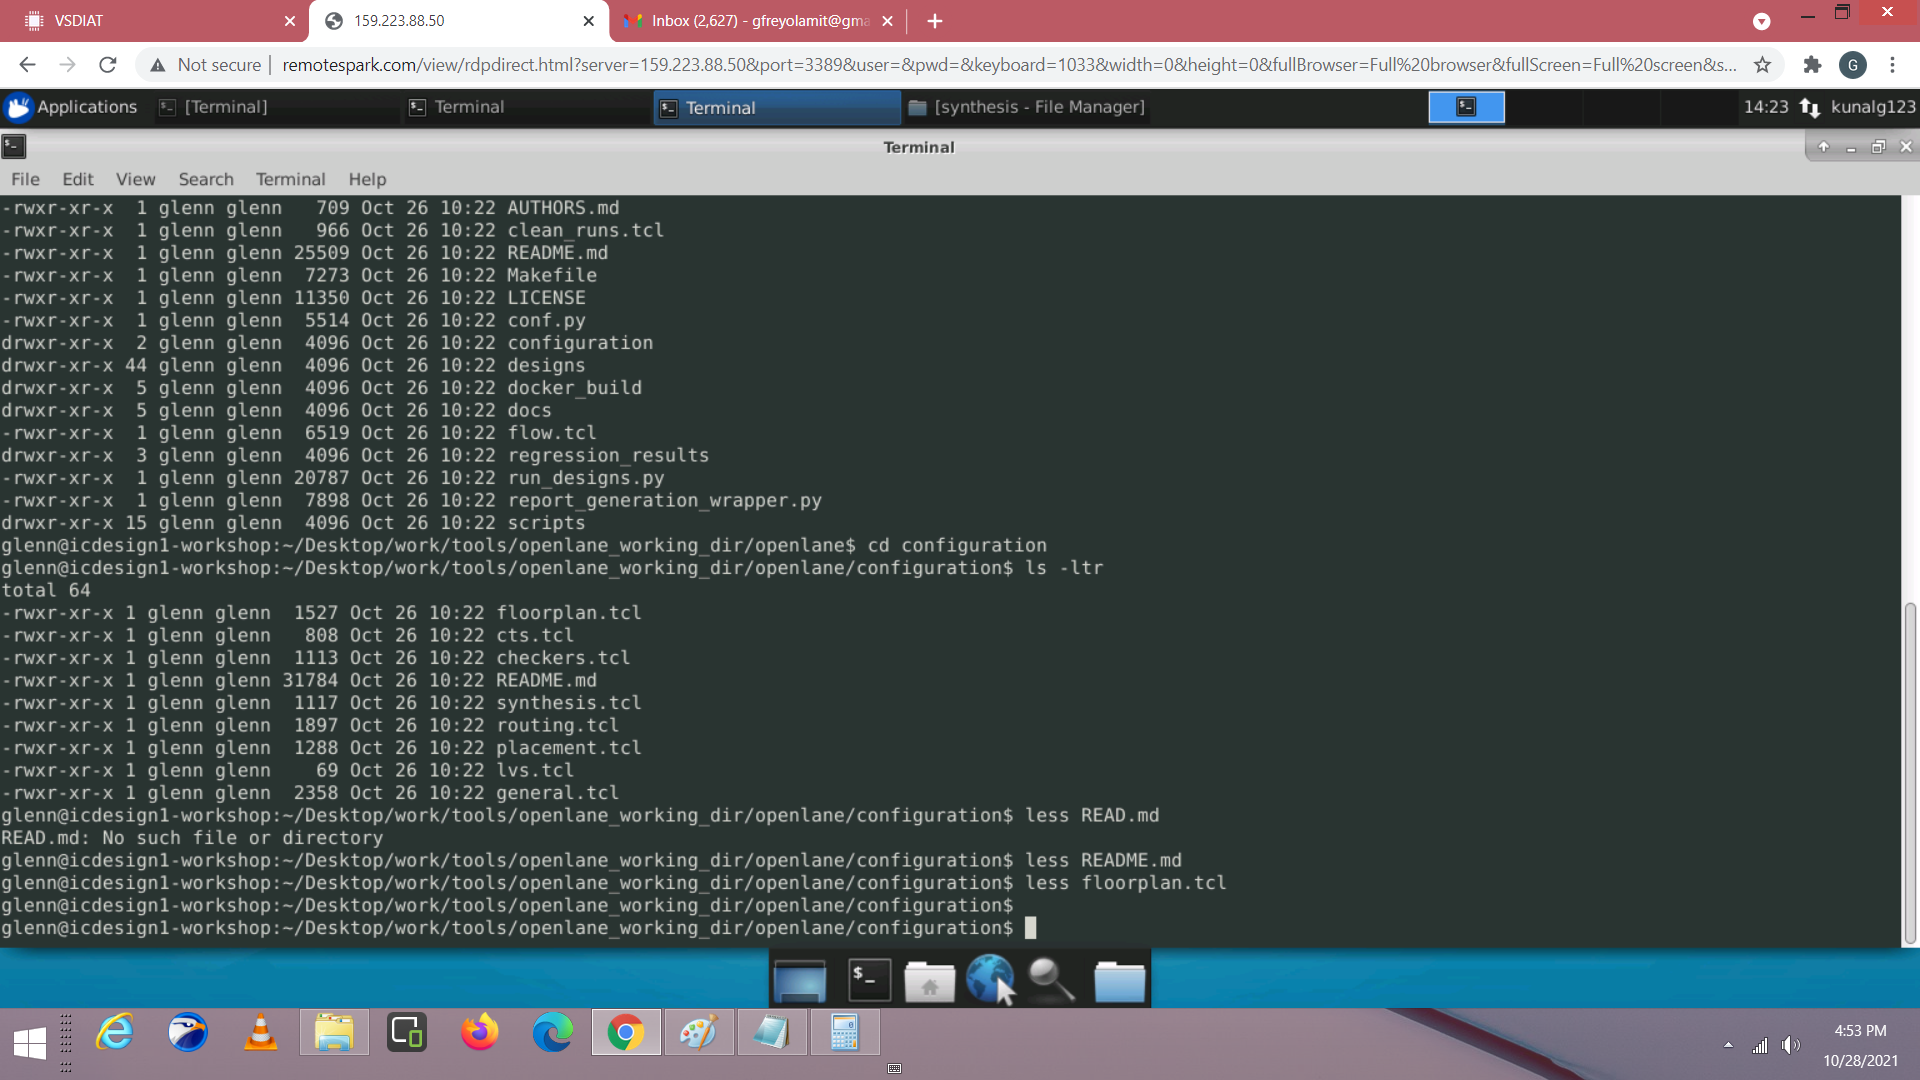 VSDIAT
159.223.88.50
Inbox (2,627) - gfreyolamit@gma
Not secure
remotespark.com/view/rdpdirect.html?server=159.223.88.50&port=3389&user=&pwd=&keyboard=1033&width=0&height=0&fullBrowser=Full%20browser&fullScreen=Full%20screen&s...
G
Applications
[Terminal]
Terminal
Terminal
[synthesis - File Manager]
14:23
kunalg123
Terminal
File Edit View Search Terminal Help
-rwxr-xr-x  1 glenn glenn   709 Oct 26 10:22 AUTHORS.md
-rwxr-xr-x  1 glenn glenn   966 Oct 26 10:22 clean_runs.tcl
-rwxr-xr-x  1 glenn glenn 25509 Oct 26 10:22 README.md
-rwxr-xr-x  1 glenn glenn  7273 Oct 26 10:22 Makefile
-rwxr-xr-x  1 glenn glenn 11350 Oct 26 10:22 LICENSE
-rwxr-xr-x  1 glenn glenn  5514 Oct 26 10:22 conf.py
drwxr-xr-x  2 glenn glenn  4096 Oct 26 10:22 configuration
drwxr-xr-x 44 glenn glenn  4096 Oct 26 10:22 designs
drwxr-xr-x  5 glenn glenn  4096 Oct 26 10:22 docker_build
drwxr-xr-x  5 glenn glenn  4096 Oct 26 10:22 docs
-rwxr-xr-x  1 glenn glenn  6519 Oct 26 10:22 flow.tcl
drwxr-xr-x  3 glenn glenn  4096 Oct 26 10:22 regression_results
-rwxr-xr-x  1 glenn glenn 20787 Oct 26 10:22 run_designs.py
-rwxr-xr-x  1 glenn glenn  7898 Oct 26 10:22 report_generation_wrapper.py
drwxr-xr-x 15 glenn glenn  4096 Oct 26 10:22 scripts
glenn@icdesign1-workshop:~/Desktop/work/tools/openlane_working_dir/openlane$ cd configuration
glenn@icdesign1-workshop:~/Desktop/work/tools/openlane_working_dir/openlane/configuration$ ls -ltr
total 64
-rwxr-xr-x 1 glenn glenn  1527 Oct 26 10:22 floorplan.tcl
-rwxr-xr-x 1 glenn glenn   808 Oct 26 10:22 cts.tcl
-rwxr-xr-x 1 glenn glenn  1113 Oct 26 10:22 checkers.tcl
-rwxr-xr-x 1 glenn glenn 31784 Oct 26 10:22 README.md
-rwxr-xr-x 1 glenn glenn  1117 Oct 26 10:22 synthesis.tcl
-rwxr-xr-x 1 glenn glenn  1897 Oct 26 10:22 routing.tcl
-rwxr-xr-x 1 glenn glenn  1288 Oct 26 10:22 placement.tcl
-rwxr-xr-x 1 glenn glenn    69 Oct 26 10:22 lvs.tcl
-rwxr-xr-x 1 glenn glenn  2358 Oct 26 10:22 general.tcl
glenn@icdesign1-workshop:~/Desktop/work/tools/openlane_working_dir/openlane/configuration$ less READ.md
READ.md: No such file or directory
glenn@icdesign1-workshop:~/Desktop/work/tools/openlane_working_dir/openlane/configuration$ less README.md
glenn@icdesign1-workshop:~/Desktop/work/tools/openlane_working_dir/openlane/configuration$ less floorplan.tcl
glenn@icdesign1-workshop:~/Desktop/work/tools/openlane_working_dir/openlane/configuration$
glenn@icdesign1-workshop:~/Desktop/work/tools/openlane_working_dir/openlane/configuration$
4:53 PM
10/28/2021